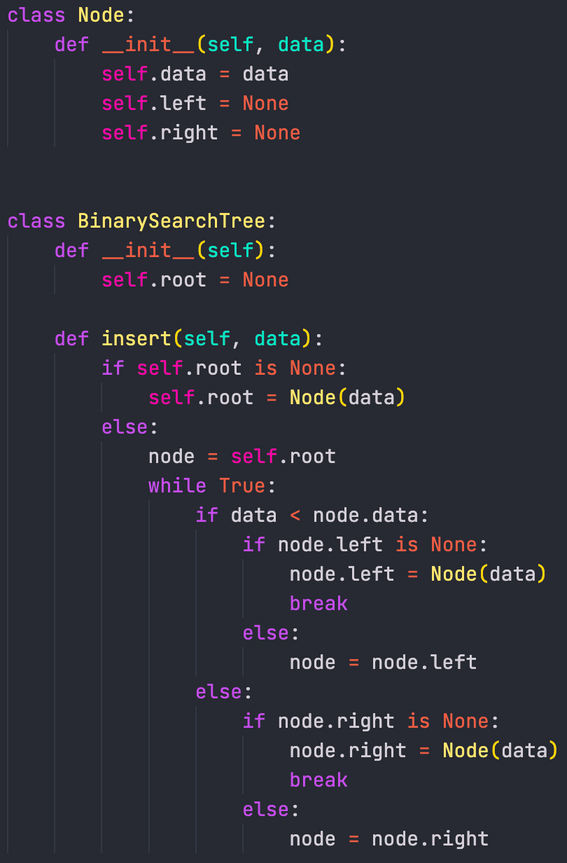 class Node:
    def __init__(self, data):
        self.data = data
        self.left = None
        self.right = None


class BinarySearchTree:
    def __init__(self):
        self.root = None

    def insert(self, data):
        if self.root is None:
            self.root = Node(data)
        else:
            node = self.root
            while True:
                if data < node.data:
                    if node.left is None:
                        node.left = Node(data)
                        break
                    else:
                        node = node.left
                else:
                    if node.right is None:
                        node.right = Node(data)
                        break
                    else:
                        node = node.right